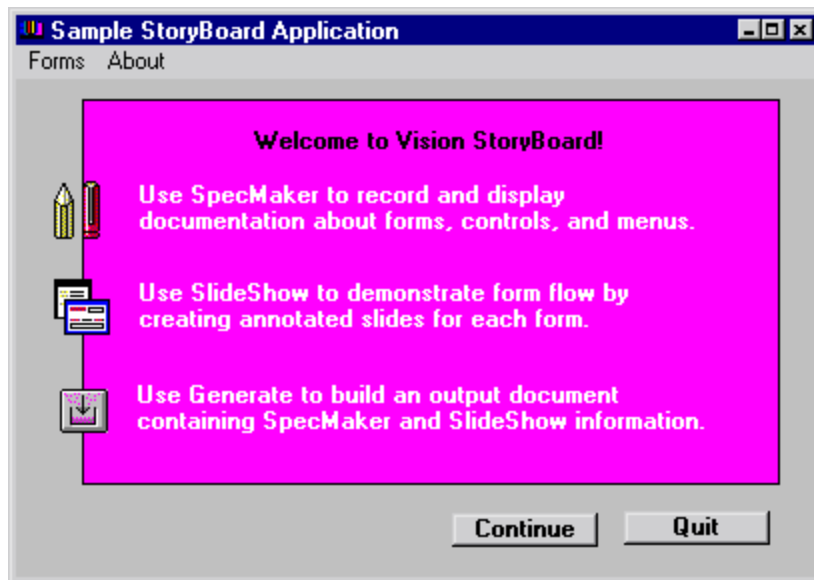 Sample StoryBoard Application
Forms About
Welcome to Vision StoryBoard!
Use SpecMaker to record and display
documentation about forms, controls, and menus.
Use SlideShow to demonstrate form flow by
creating annotated slides for each form.
Use Generate to build an output document
containing SpecMaker and SlideShow information.
Continue Quit